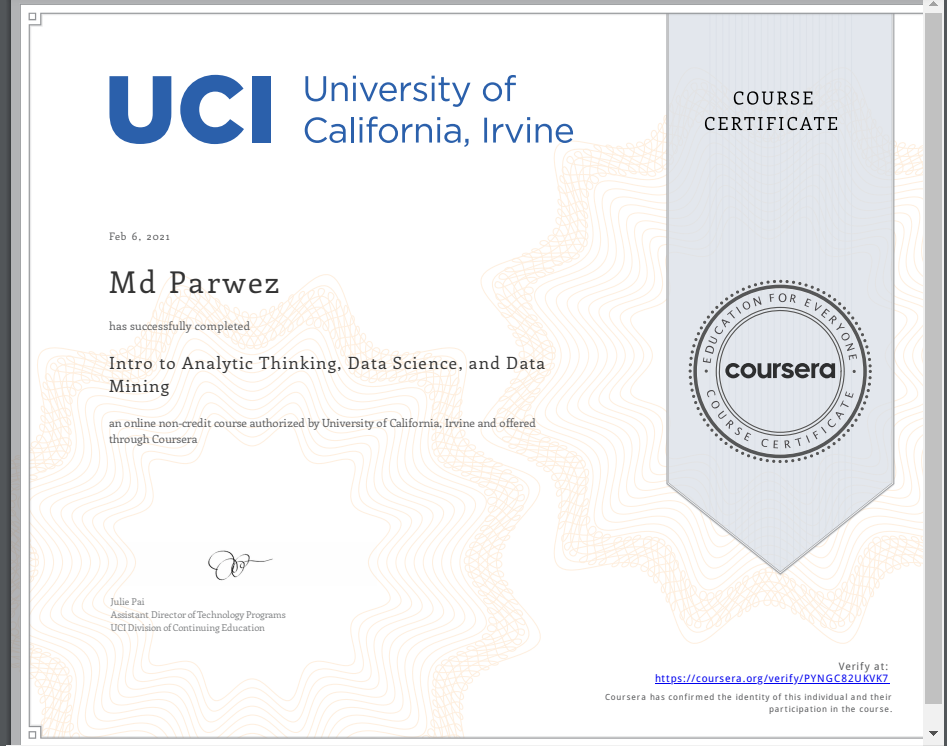 UCI University of
California, Irvine
COURSE
CERTIFICATE
Feb 6, 2021
Md Parwez
has successfully completed
Intro to Analytic Thinking, Data Science, and Data
Mining
an online non-credit course authorized by University of California, Irvine and offered
through Coursera
EDUCATION FOR EVERYONE
coursera
COURSE CERTIFICATE
Julie Pai
Assistant Director of Technology Programs
UCI Division of Continuing Education
Verify at:
https://coursera.org/verify/PYNGC82UKVK7
Coursera has confirmed the identity of this individual and their
participation in the course.